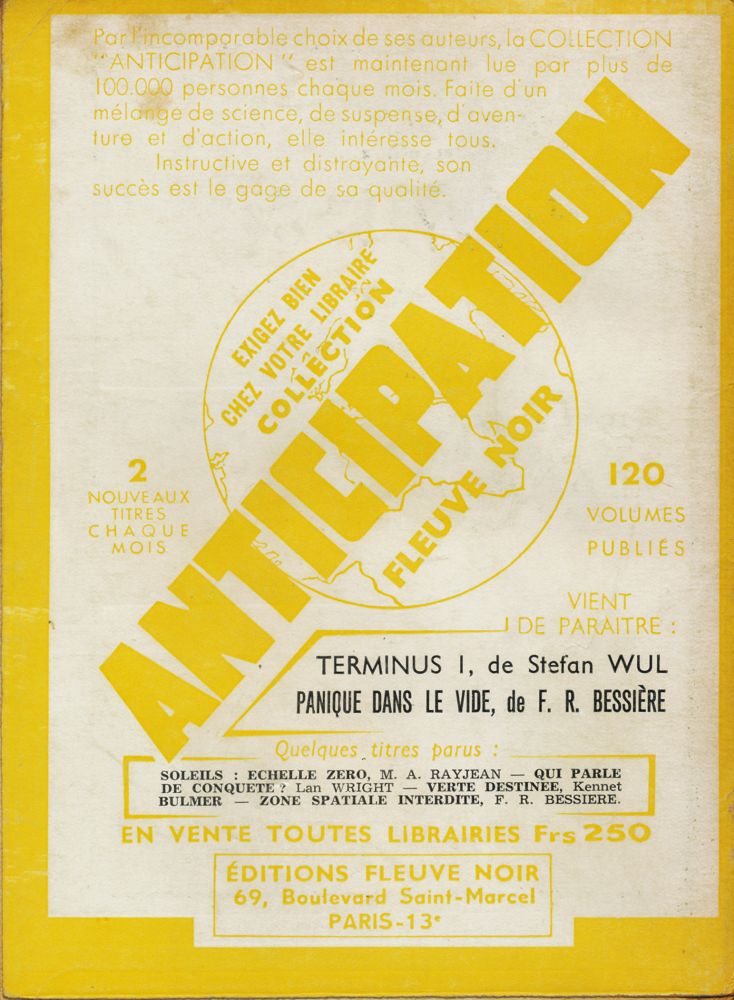 Par l'incomparable choix de ses auteurs, la COLLECTION
"ANTICIPATION" est maintenant lue par plus de
100.000 personnes chaque mois. Faite d'un
mélange de science, de suspense, d'aven-
ture et d'action, elle intéresse tous.
Instructive et distrayante, son
succès est le gage de sa qualité.
EXIGEZ BIEN
CHEZ VOTRE LIBRAIRE
COLLECTION
ANTICIPATION
FLEUVE NOIR
2
NOUVEAUX
TITRES
CHAQUE
MOIS
120
VOLUMES
PUBLIÉS
VIENT
DE PARAITRE :
TERMINUS I, de Stefan WUL
PANIQUE DANS LE VIDE, de F. R. BESSIÈRE
Quelques titres parus :
SOLEILS : ECHELLE ZERO, M. A. RAYJEAN — QUI PARLE
DE CONQUETE ? Lan WRIGHT — VERTE DESTINEE, Kennet
BULMER — ZONE SPATIALE INTERDITE, F. R. BESSIERE.
EN VENTE TOUTES LIBRAIRIES Frs 250
ÉDITIONS FLEUVE NOIR
69, Boulevard Saint-Marcel
PARIS-13e